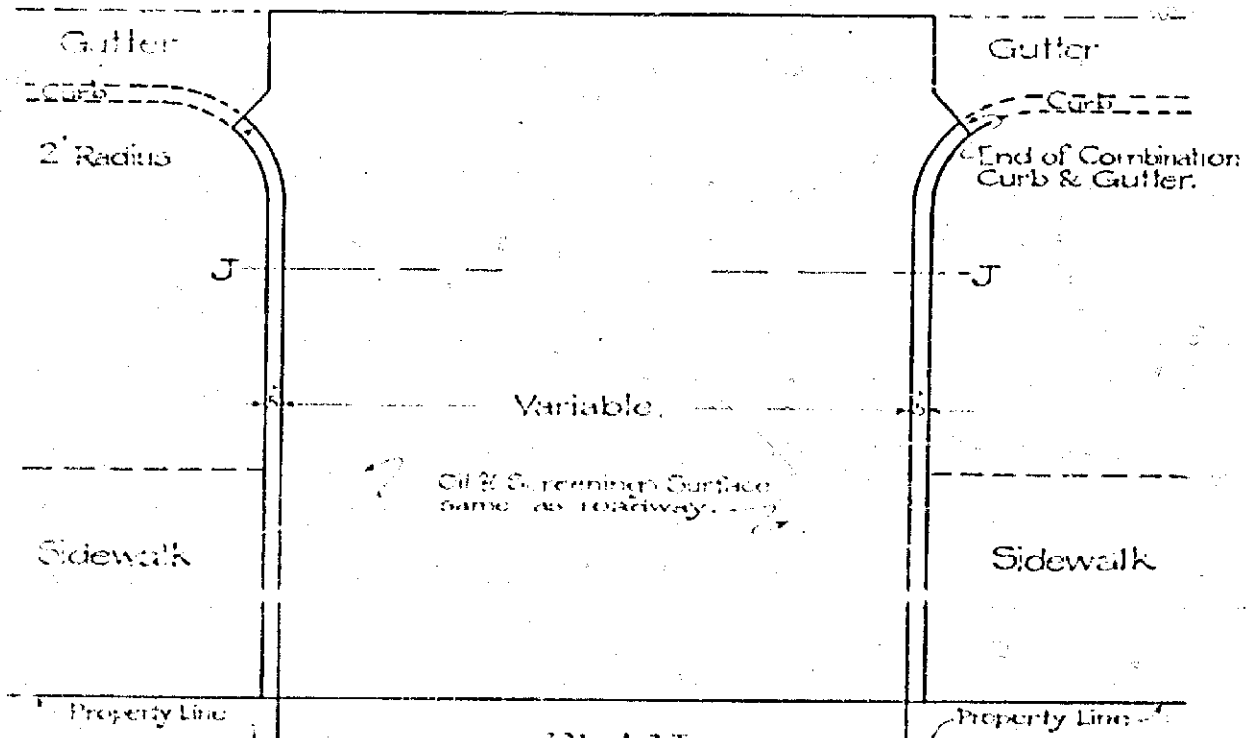 Gutter
Gutter
Curb
Curb
2' Radius
End of Combination
Curb & Gutter.
J
J
Variable.
Oil & Screenings Surface
same as roadway.
Sidewalk
Sidewalk
Property Line
Property Line